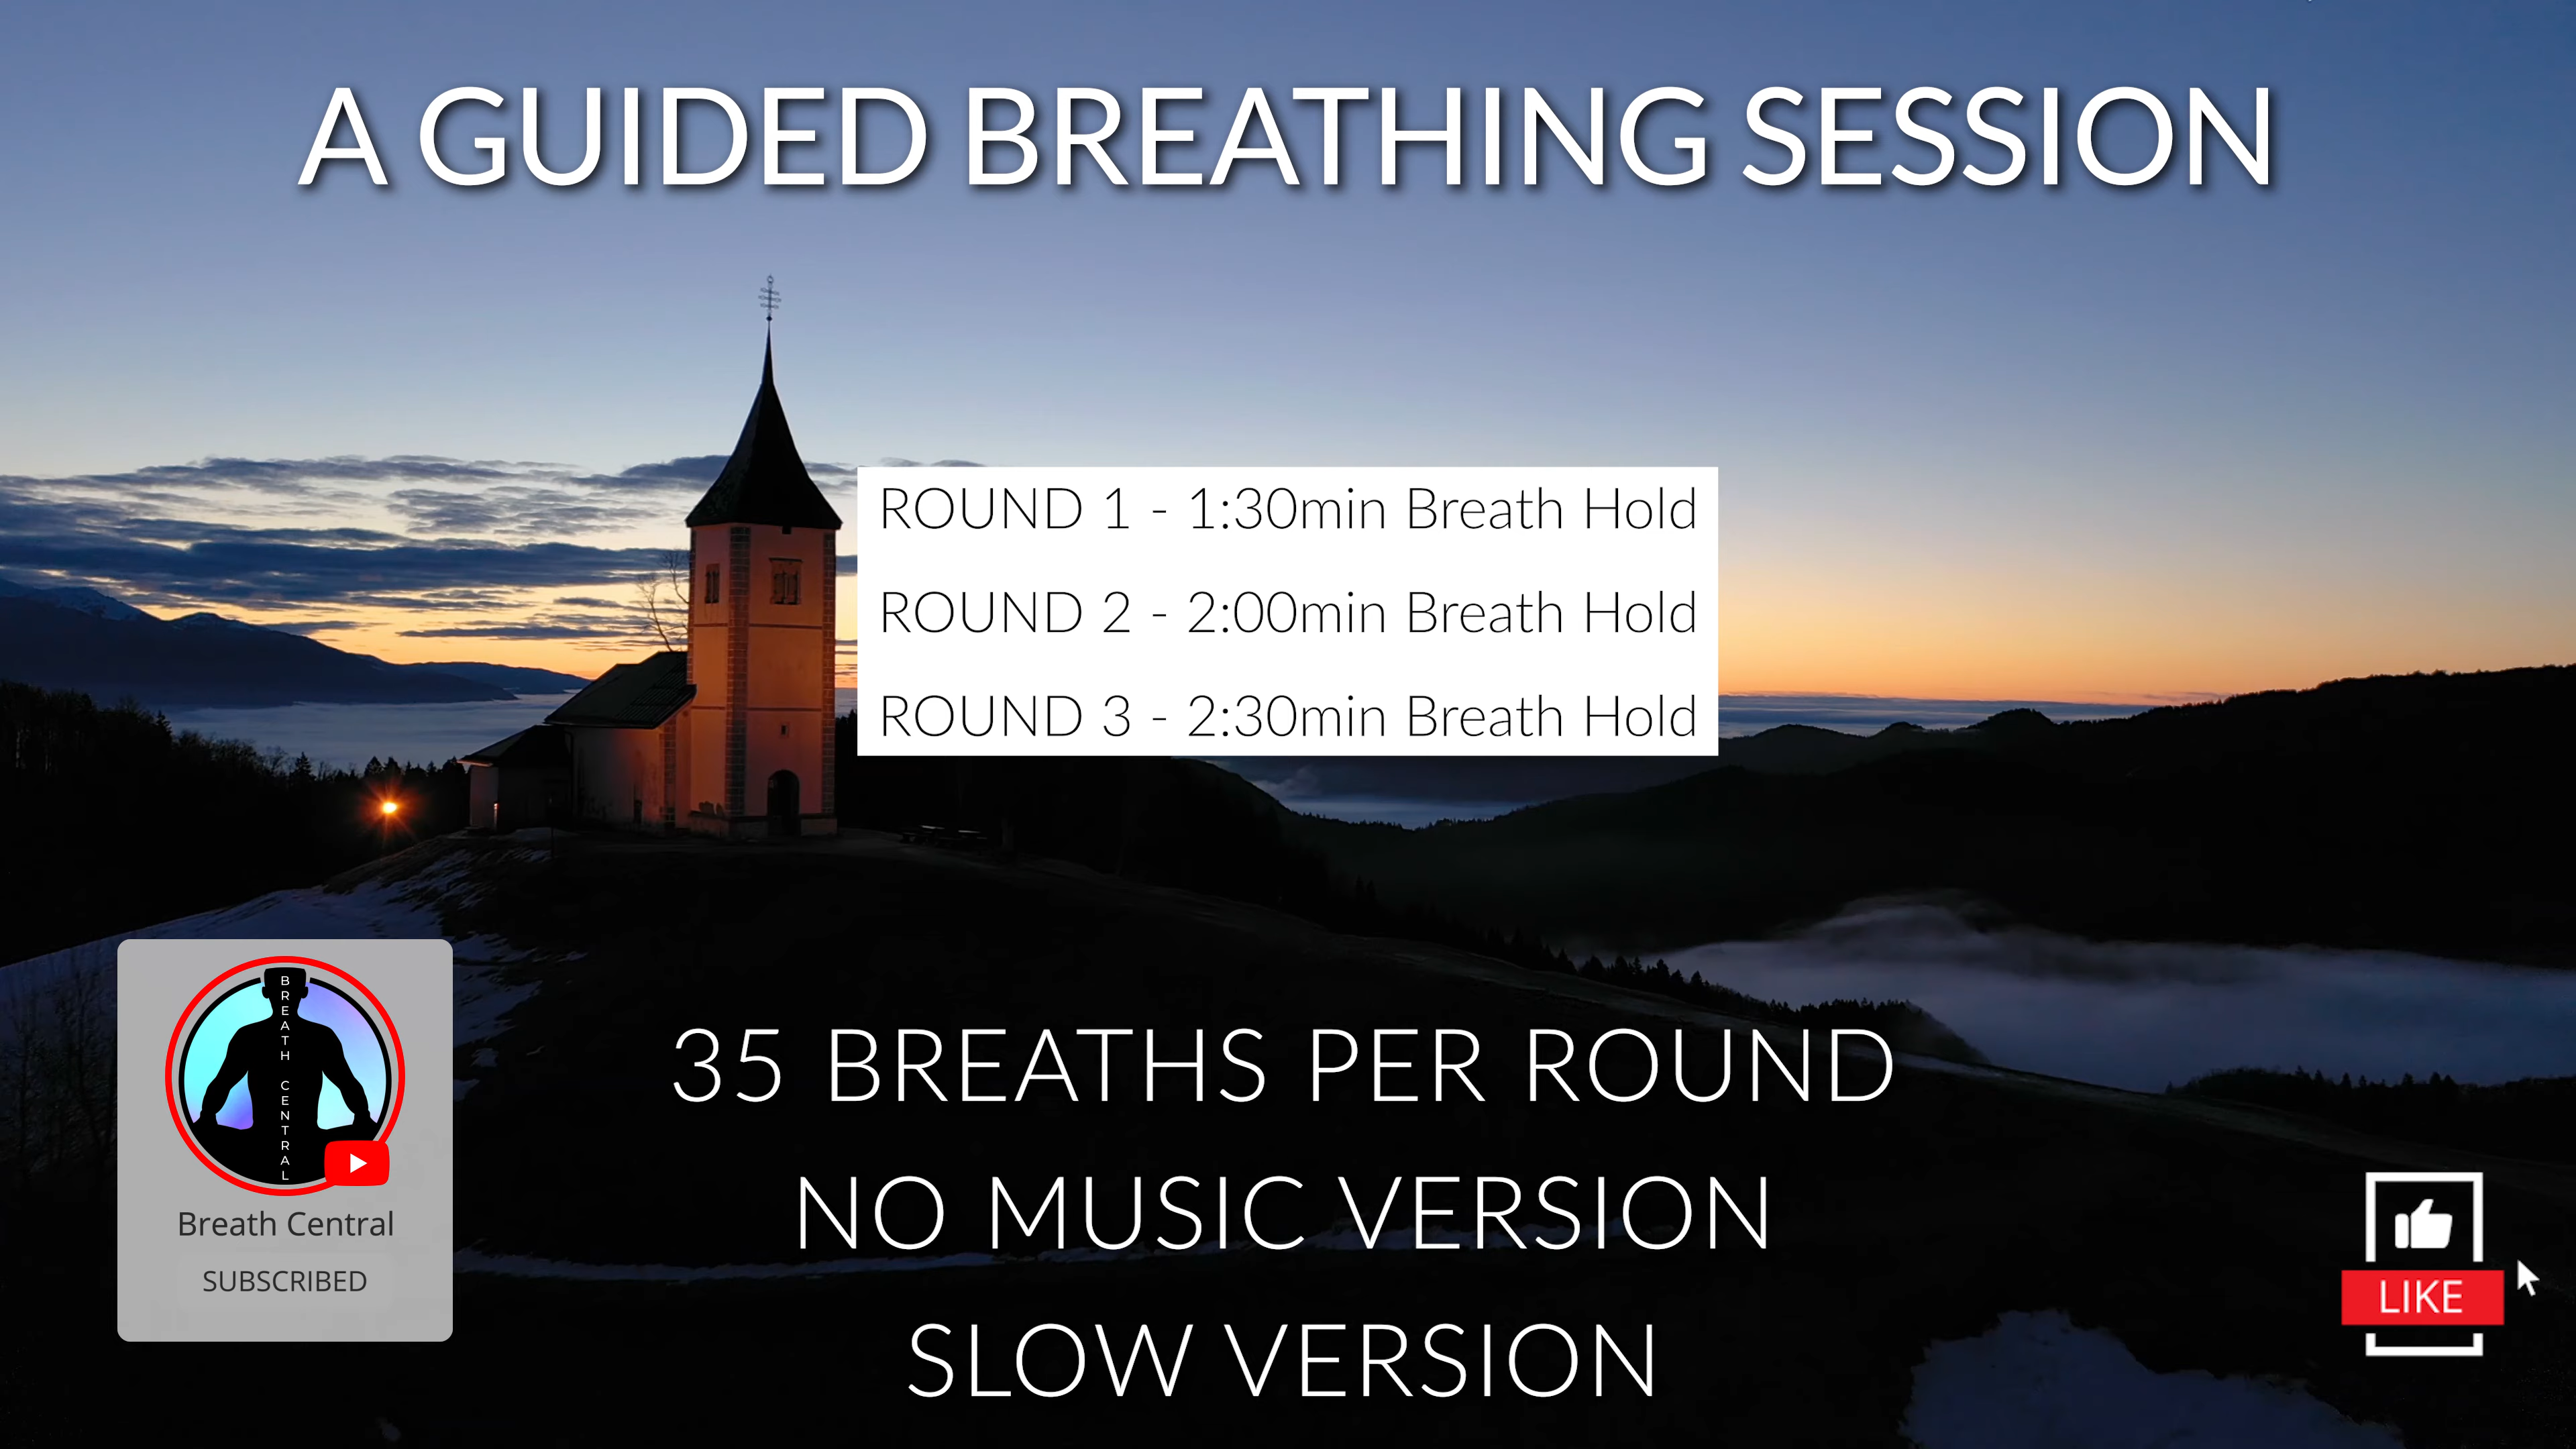 A GUIDED BREATHING SESSION
ROUND 1 - 1:30min Breath Hold
ROUND 2 - 2:00min Breath Hold
ROUND 3 - 2:30min Breath Hold
35 BREATHS PER ROUND
NO MUSIC VERSION
SLOW VERSION
BREATH CENTRAL
Breath Central
SUBSCRIBED
LIKE